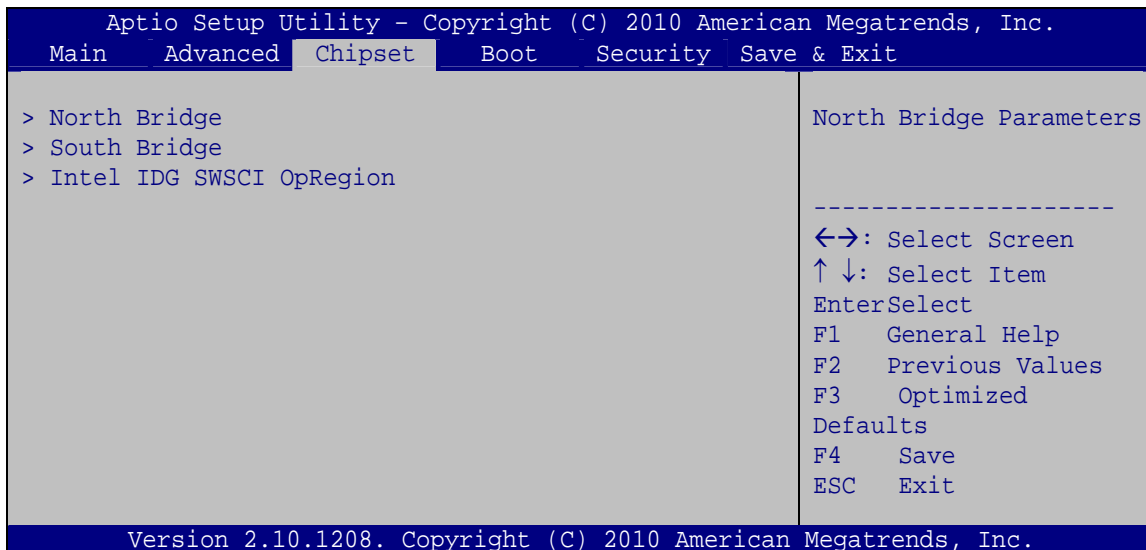 Aptio Setup Utility – Copyright (C) 2010 American Megatrends, Inc.
Main Advanced Chipset Boot Security Save & Exit
> North Bridge
> South Bridge
> Intel IDG SWSCI OpRegion
North Bridge Parameters
---------------------
←→: Select Screen
↑ ↓: Select Item
EnterSelect
F1 General Help
F2 Previous Values
F3 Optimized
Defaults
F4 Save
ESC Exit
Version 2.10.1208. Copyright (C) 2010 American Megatrends, Inc.